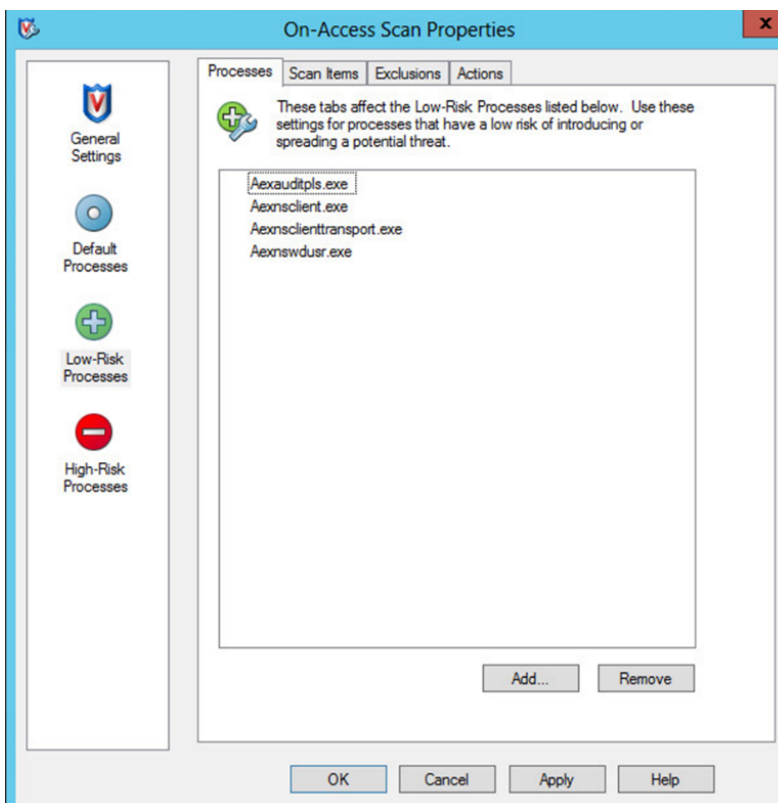 On-Access Scan Properties
x
General
Settings
Default
Processes
Low-Risk
Processes
High-Risk
Processes
Processes
Scan Items
Exclusions
Actions
These tabs affect the Low-Risk Processes listed below. Use these
settings for processes that have a low risk of introducing or
spreading a potential threat.
Aexauditpls.exe
Aexnsclient.exe
Aexnsclienttransport.exe
Aexnswdusr.exe
Add...
Remove
OK
Cancel
Apply
Help